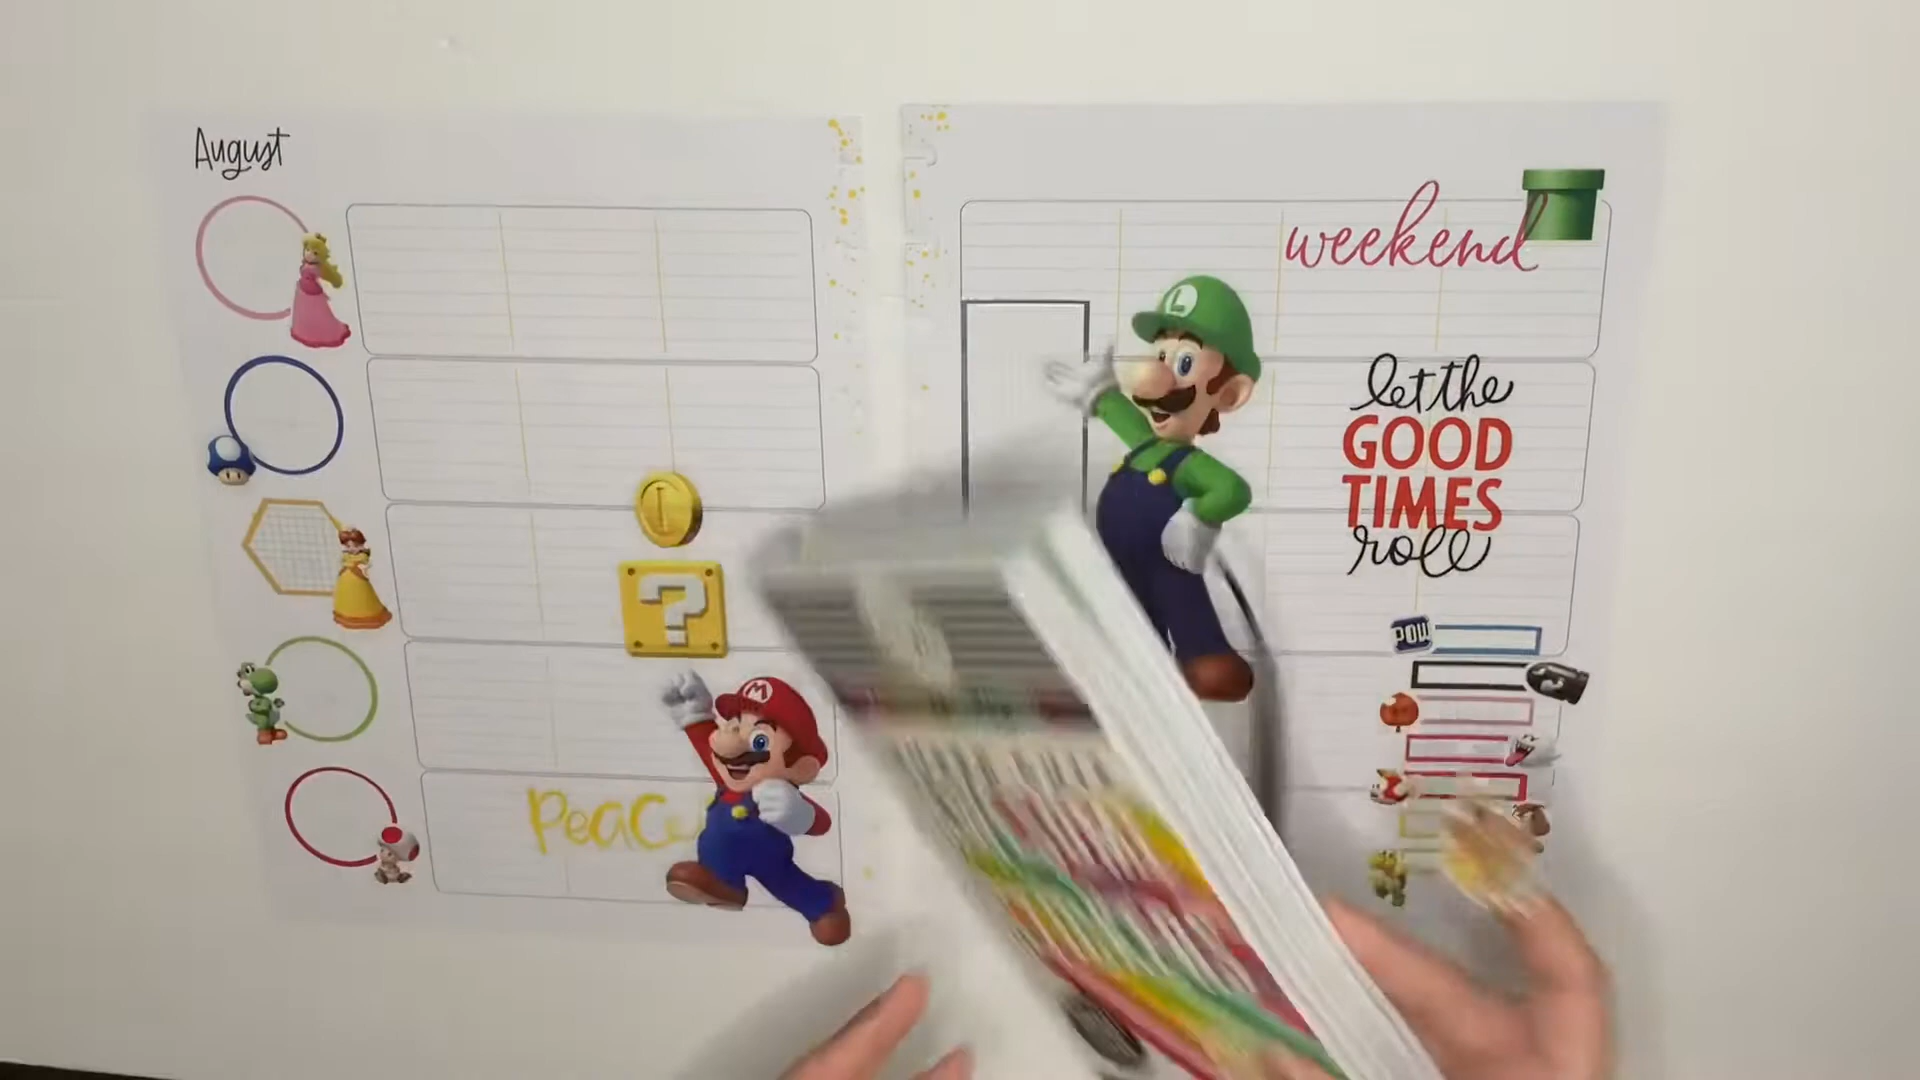 August
weekend
L
let the
GOOD
TIMES
roll
?
POW
M
Peace